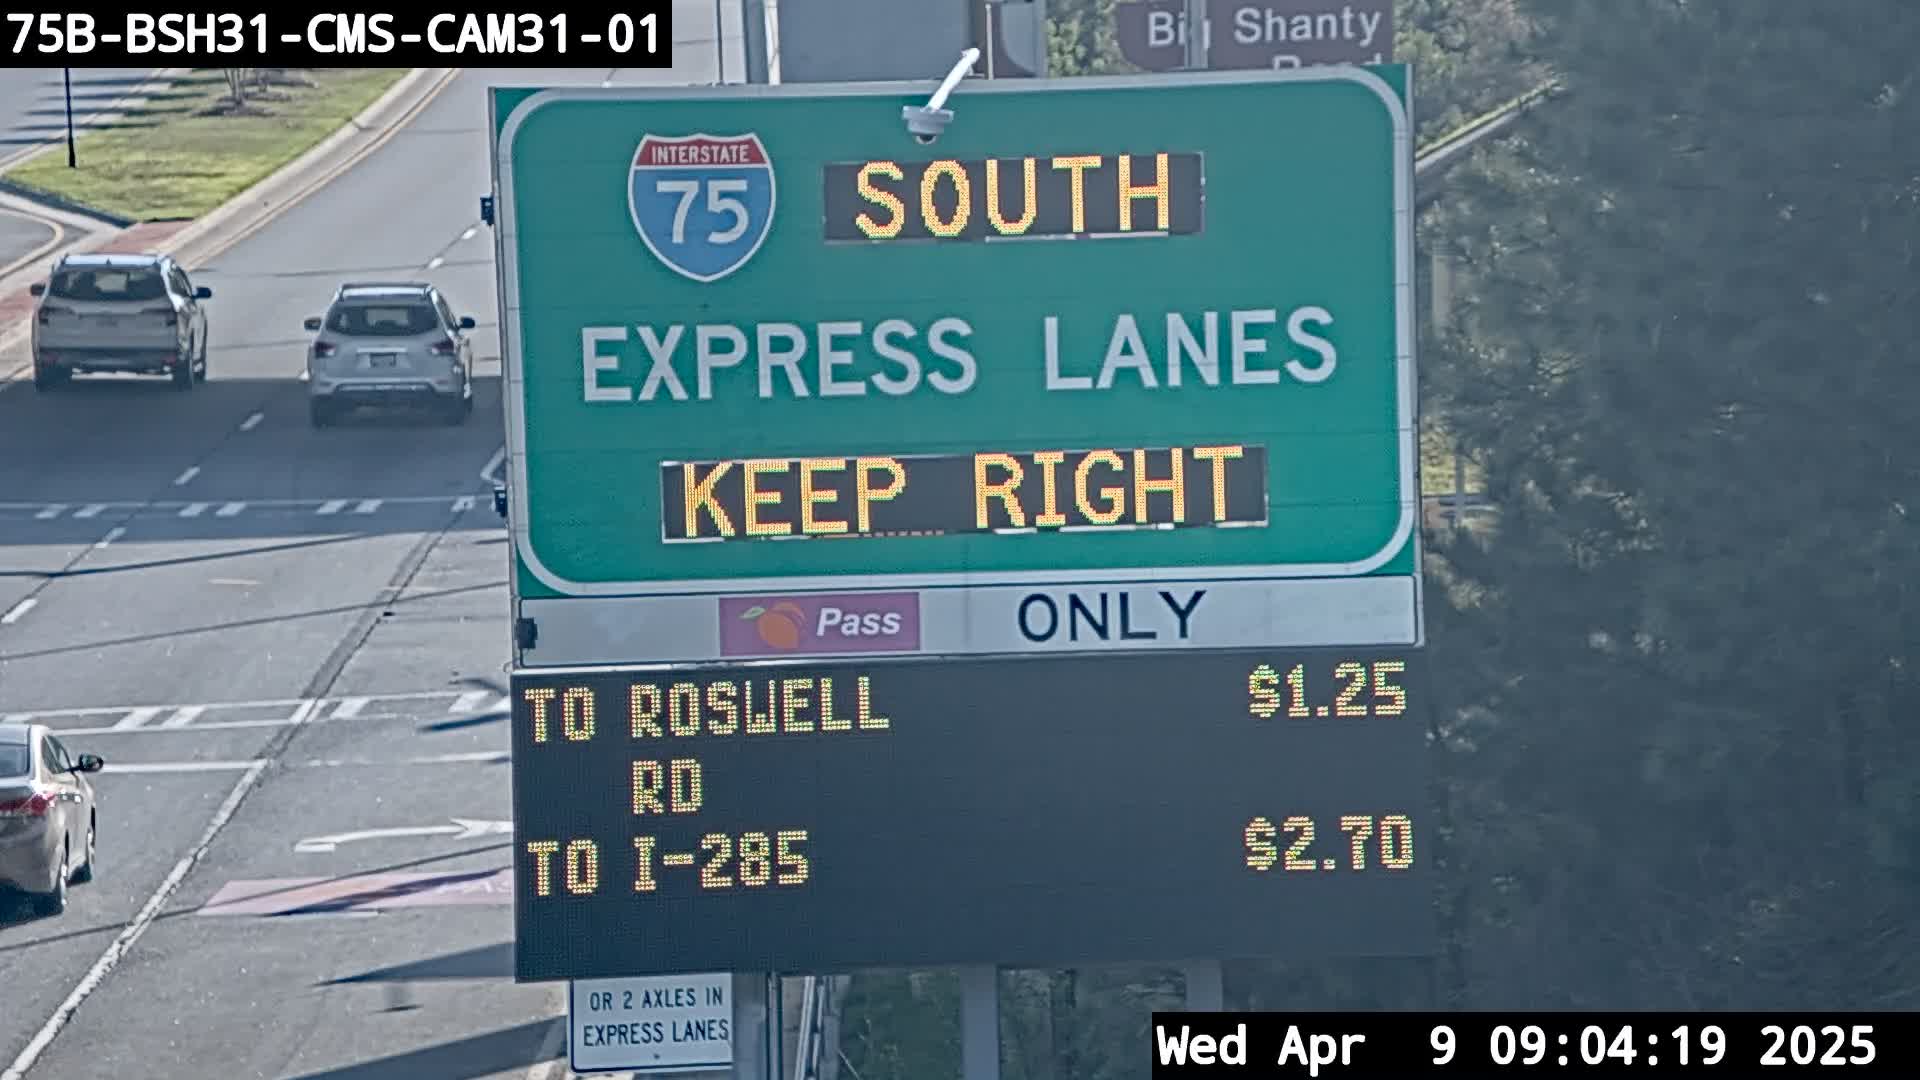 75B-BSH31-CMS-CAM31-01
Big Shanty
Road
INTERSTATE
75
SOUTH
EXPRESS LANES
KEEP RIGHT
Pass ONLY
TO ROSWELL $1.25
RD
TO I-285 $2.70
OR 2 AXLES IN
EXPRESS LANES
Wed Apr 9 09:04:19 2025